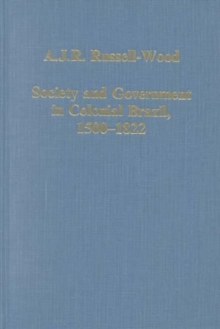 A.J.R. Russell-Wood
Society and Government
in Colonial Brazil,
1500–1822